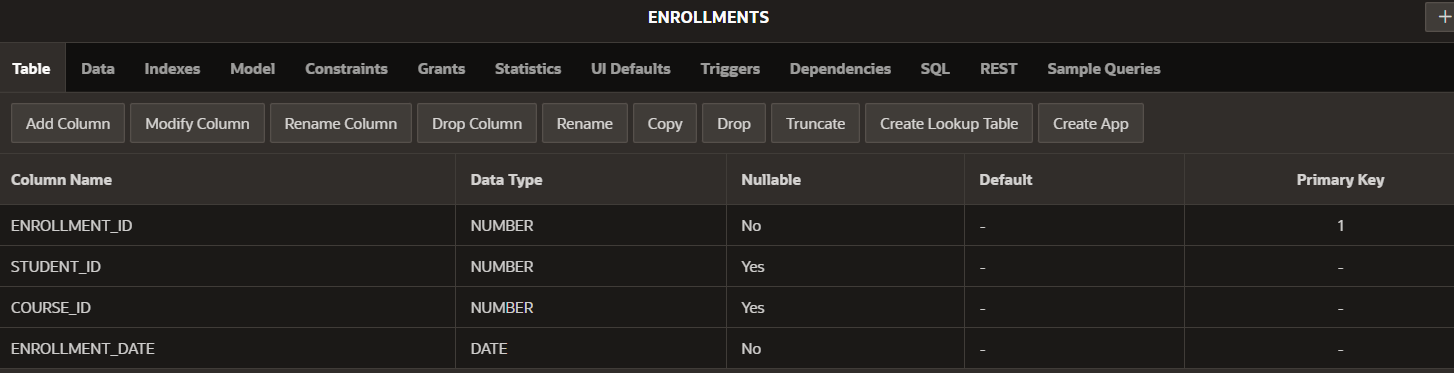 ENROLLMENTS
Table Data Indexes Model Constraints Grants Statistics UI Defaults Triggers Dependencies SQL REST Sample Queries
Add Column Modify Column Rename Column Drop Column Rename Copy Drop Truncate Create Lookup Table Create App
Column Name Data Type Nullable Default Primary Key
ENROLLMENT_ID NUMBER No - 1
STUDENT_ID NUMBER Yes - -
COURSE_ID NUMBER Yes - -
ENROLLMENT_DATE DATE No - -